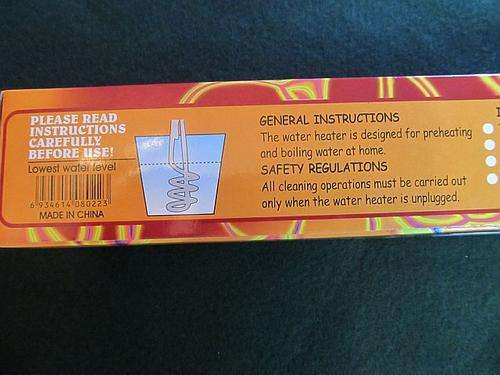 PLEASE READ
INSTRUCTIONS
CAREFULLY
BEFORE USE!
Lowest water level
6 934614 080223
MADE IN CHINA
GENERAL INSTRUCTIONS
The water heater is designed for preheating
and boiling water at home.
SAFETY REGULATIONS
All cleaning operations must be carried out
only when the water heater is unplugged.